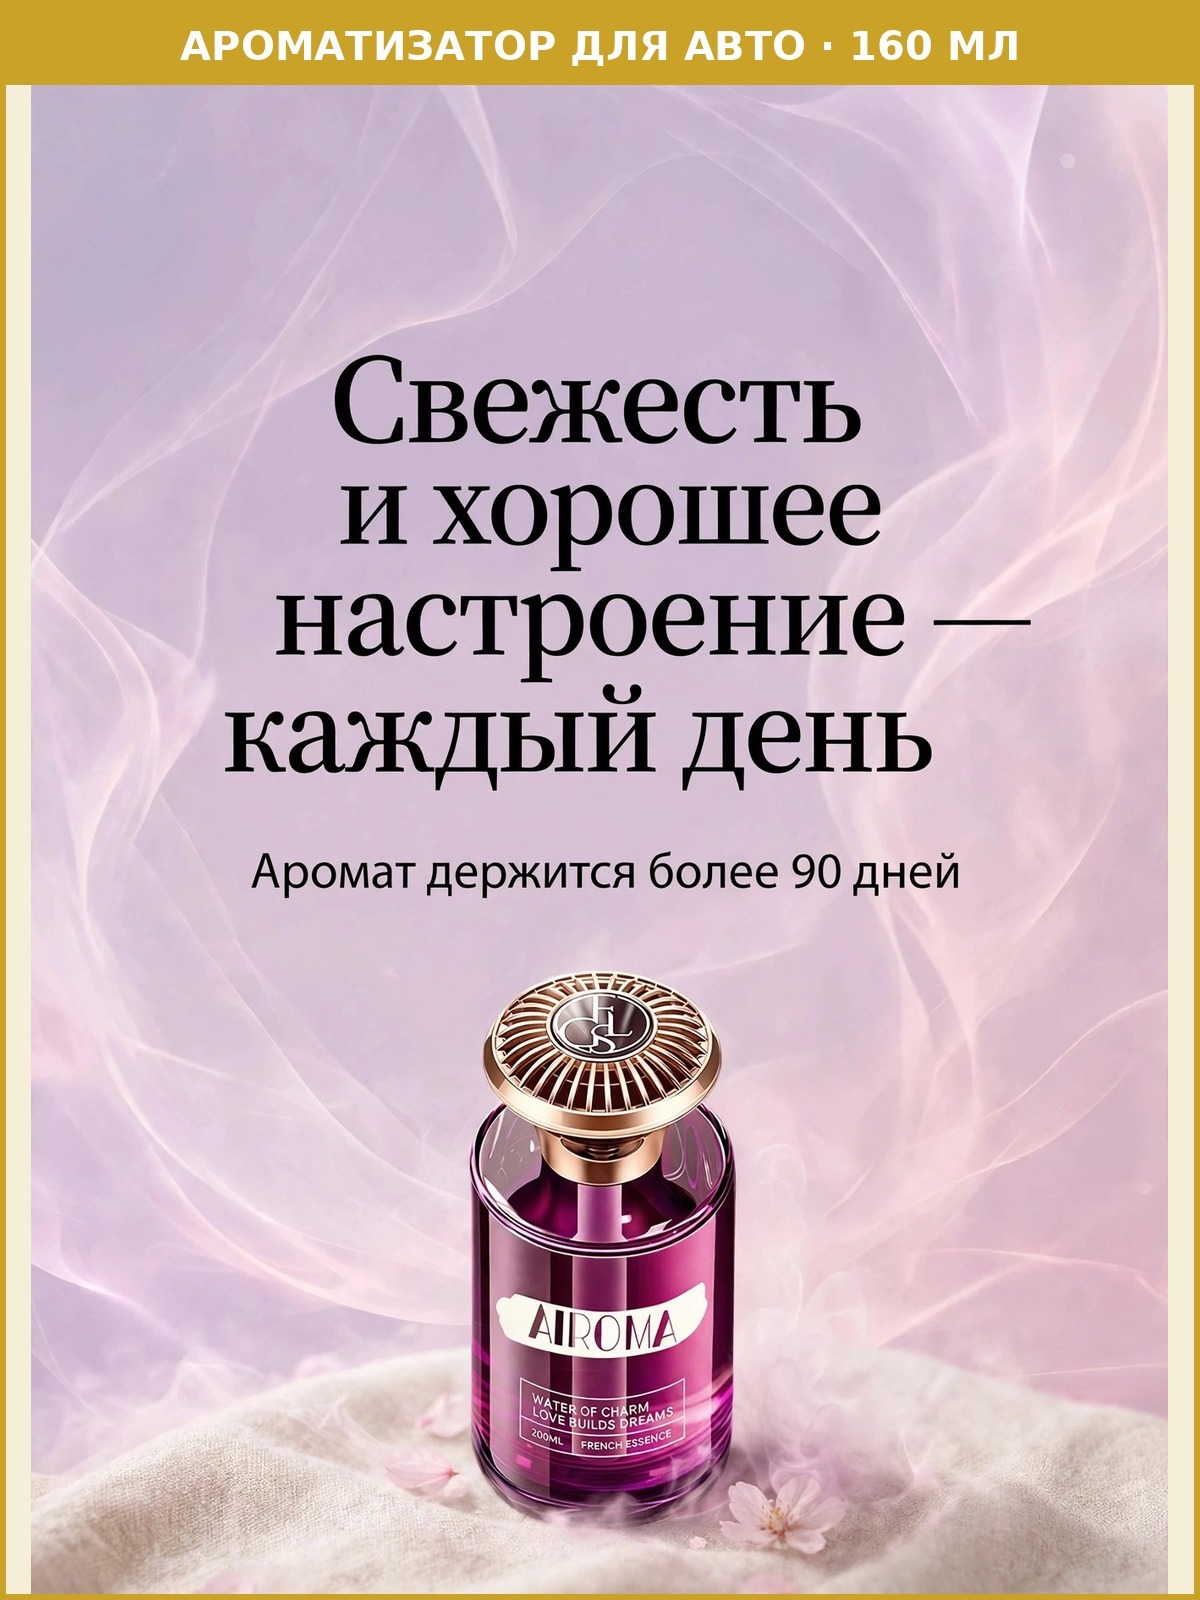 АРОМАТИЗАТОР ДЛЯ АВТО · 160 МЛ
Свежесть
и хорошее
настроение —
каждый день
Аромат держится более 90 дней
AIROMA
WATER OF CHARM
LOVE BUILDS DREAMS
200ML FRENCH ESSENCE